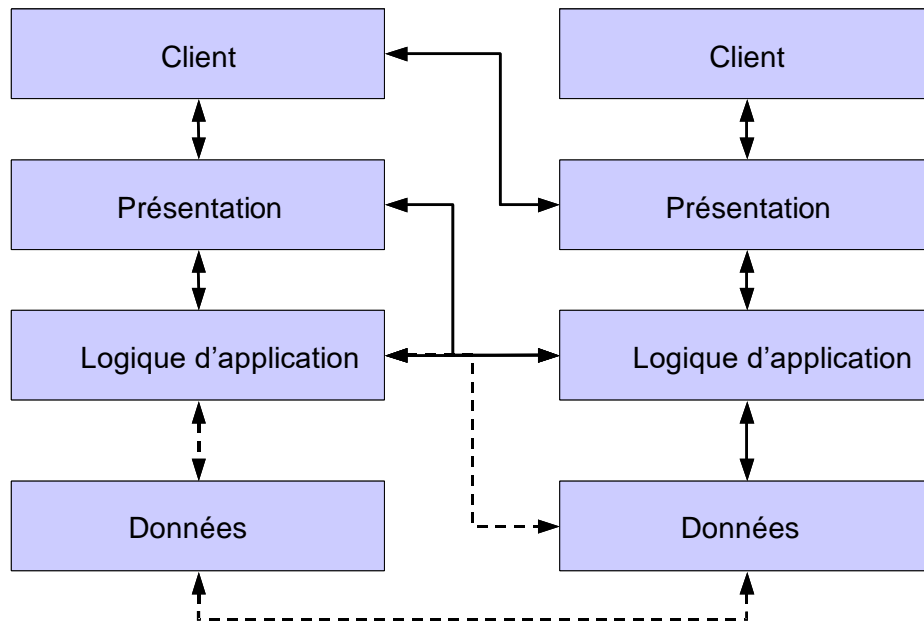 Client
Client
Présentation
Présentation
Logique d’application
Logique d’application
Données
Données